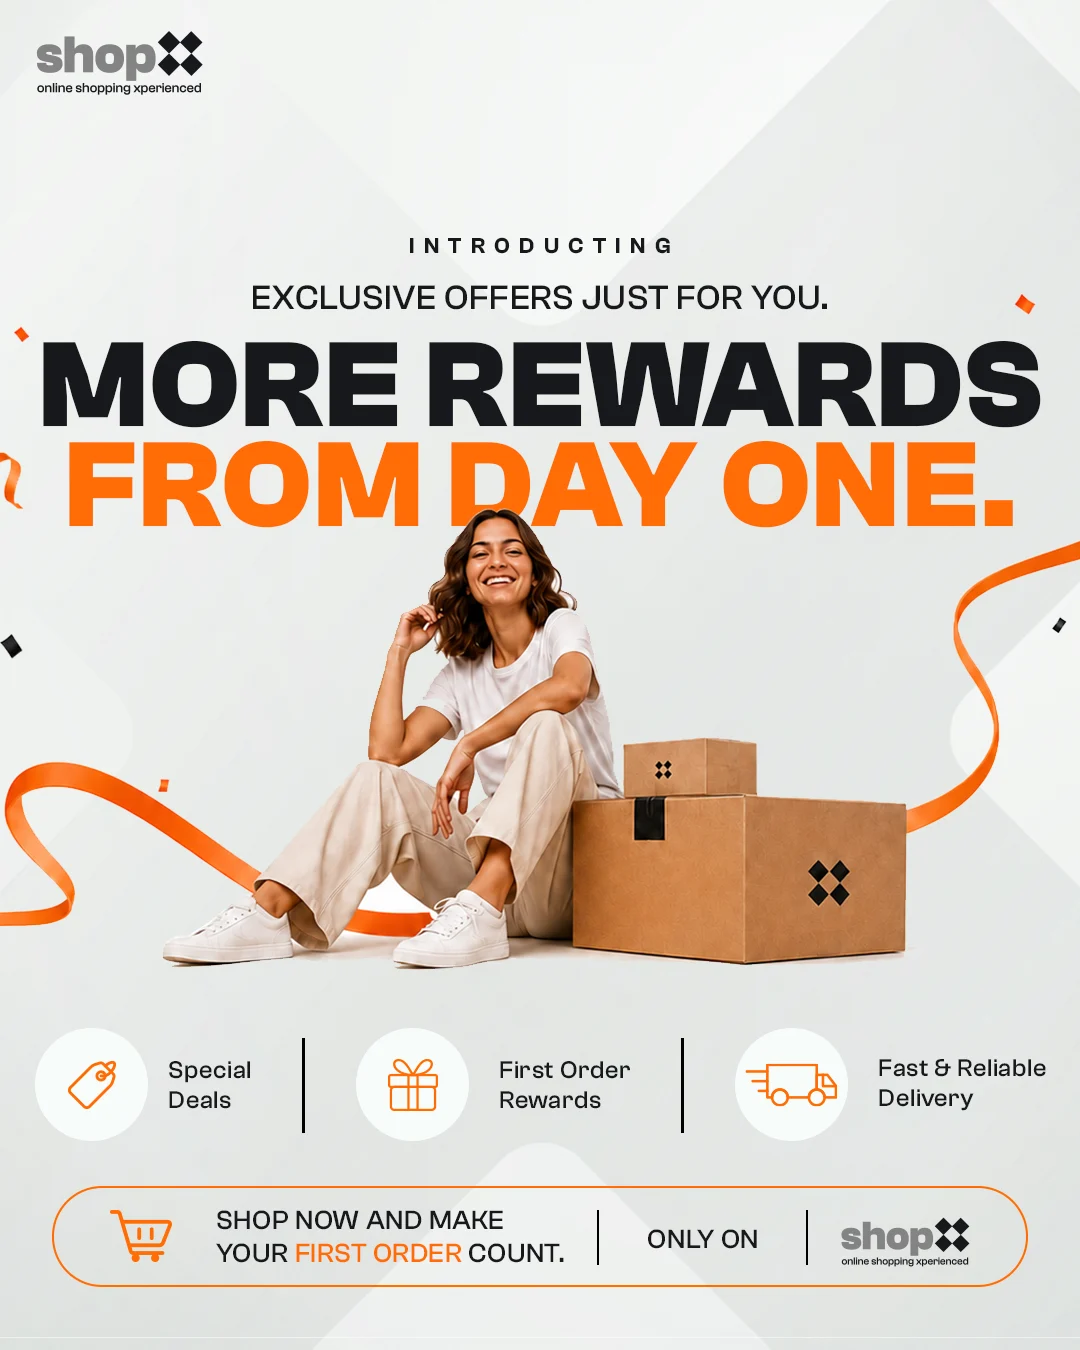 shop
online shopping xperienced
INTRODUCTING
EXCLUSIVE OFFERS JUST FOR YOU.
MORE REWARDS
FROM DAY ONE.
Special
Deals
First Order
Rewards
Fast & Reliable
Delivery
SHOP NOW AND MAKE
YOUR FIRST ORDER COUNT.
ONLY ON
shop
online shopping xperienced